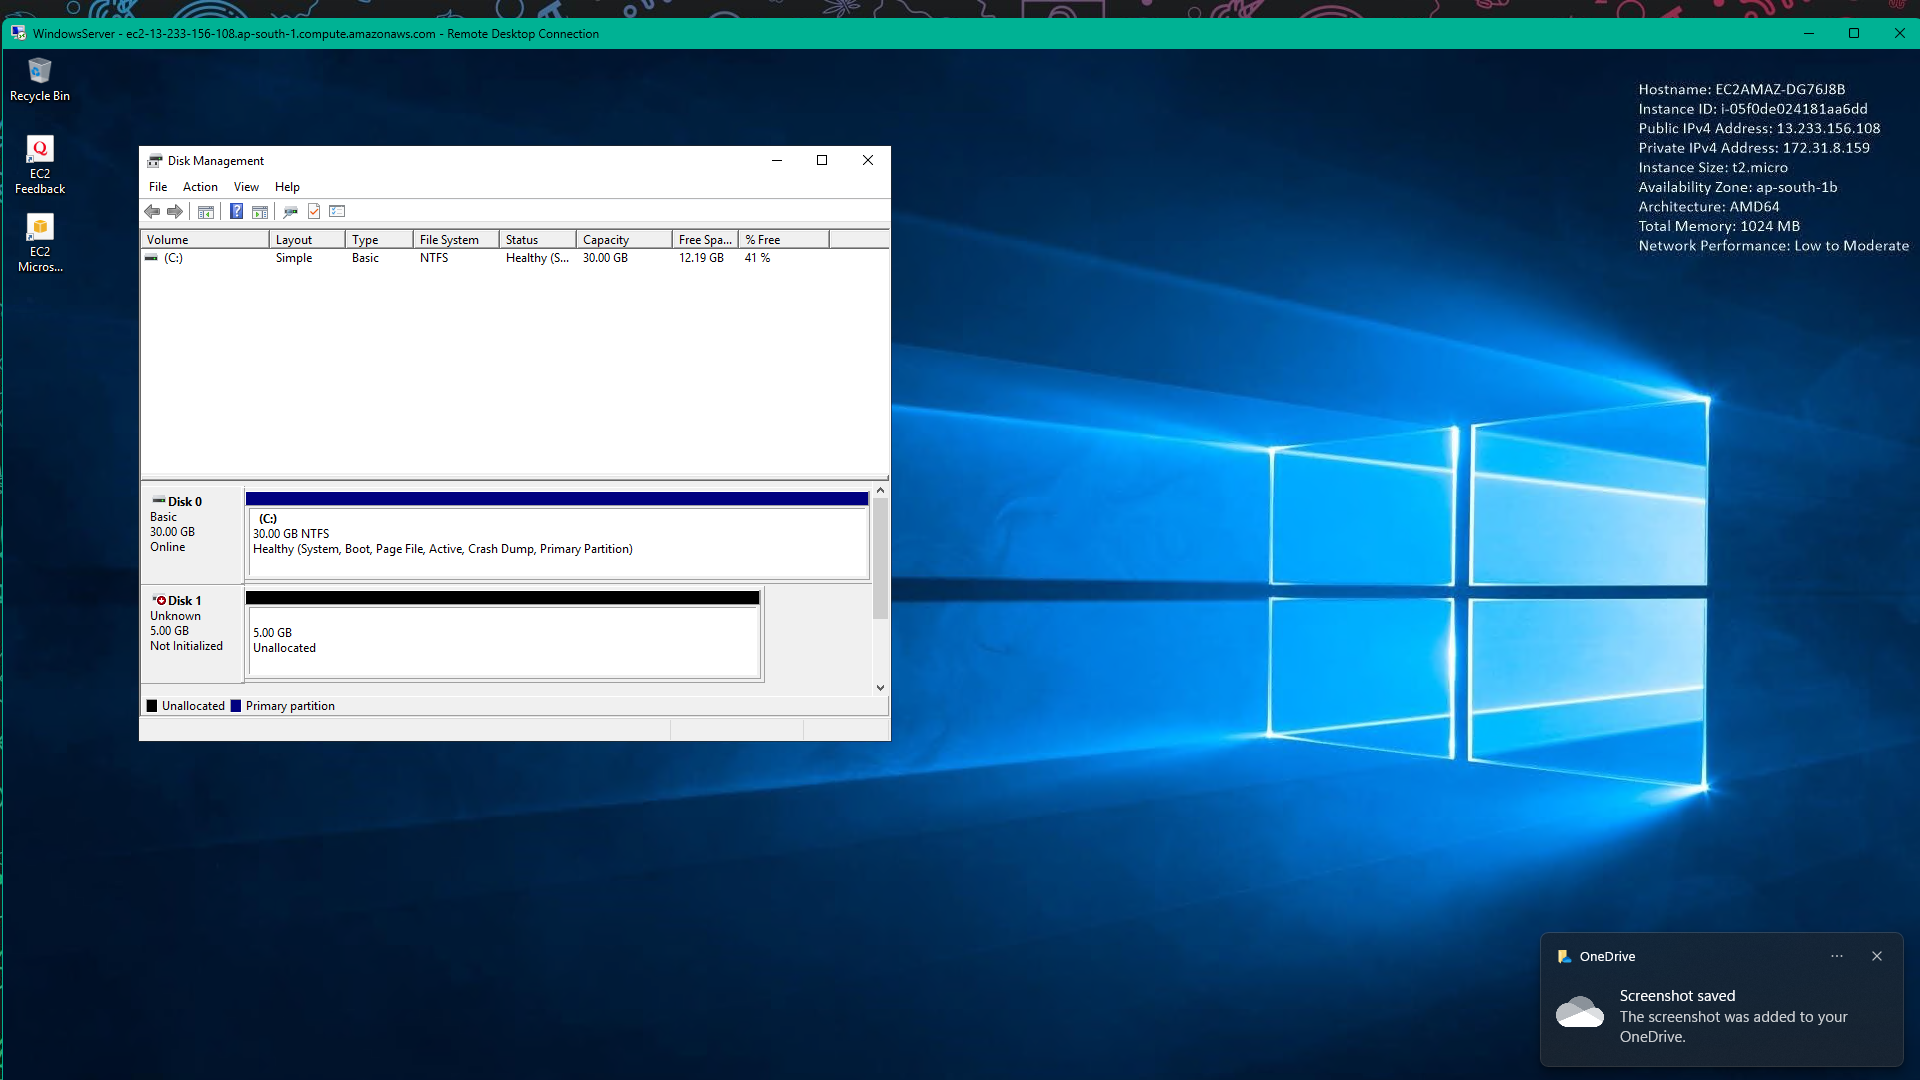 WindowsServer - ec2-13-233-156-108.ap-south-1.compute.amazonaws.com - Remote Desktop Connection
Recycle Bin
EC2
Feedback
EC2
Micros...
Hostname: EC2AMAZ-DG76J8B
Instance ID: i-05f0de024181aa6dd
Public IPv4 Address: 13.233.156.108
Private IPv4 Address: 172.31.8.159
Instance Size: t2.micro
Availability Zone: ap-south-1b
Architecture: AMD64
Total Memory: 1024 MB
Network Performance: Low to Moderate
Disk Management
File Action View Help
Volume Layout Type File System Status Capacity Free Spa... % Free
(C:) Simple Basic NTFS Healthy (S... 30.00 GB 12.19 GB 41 %
Disk 0
Basic
30.00 GB
Online
(C:)
30.00 GB NTFS
Healthy (System, Boot, Page File, Active, Crash Dump, Primary Partition)
Disk 1
Unknown
5.00 GB
Not Initialized
5.00 GB
Unallocated
Unallocated Primary partition
OneDrive
Screenshot saved
The screenshot was added to your
OneDrive.